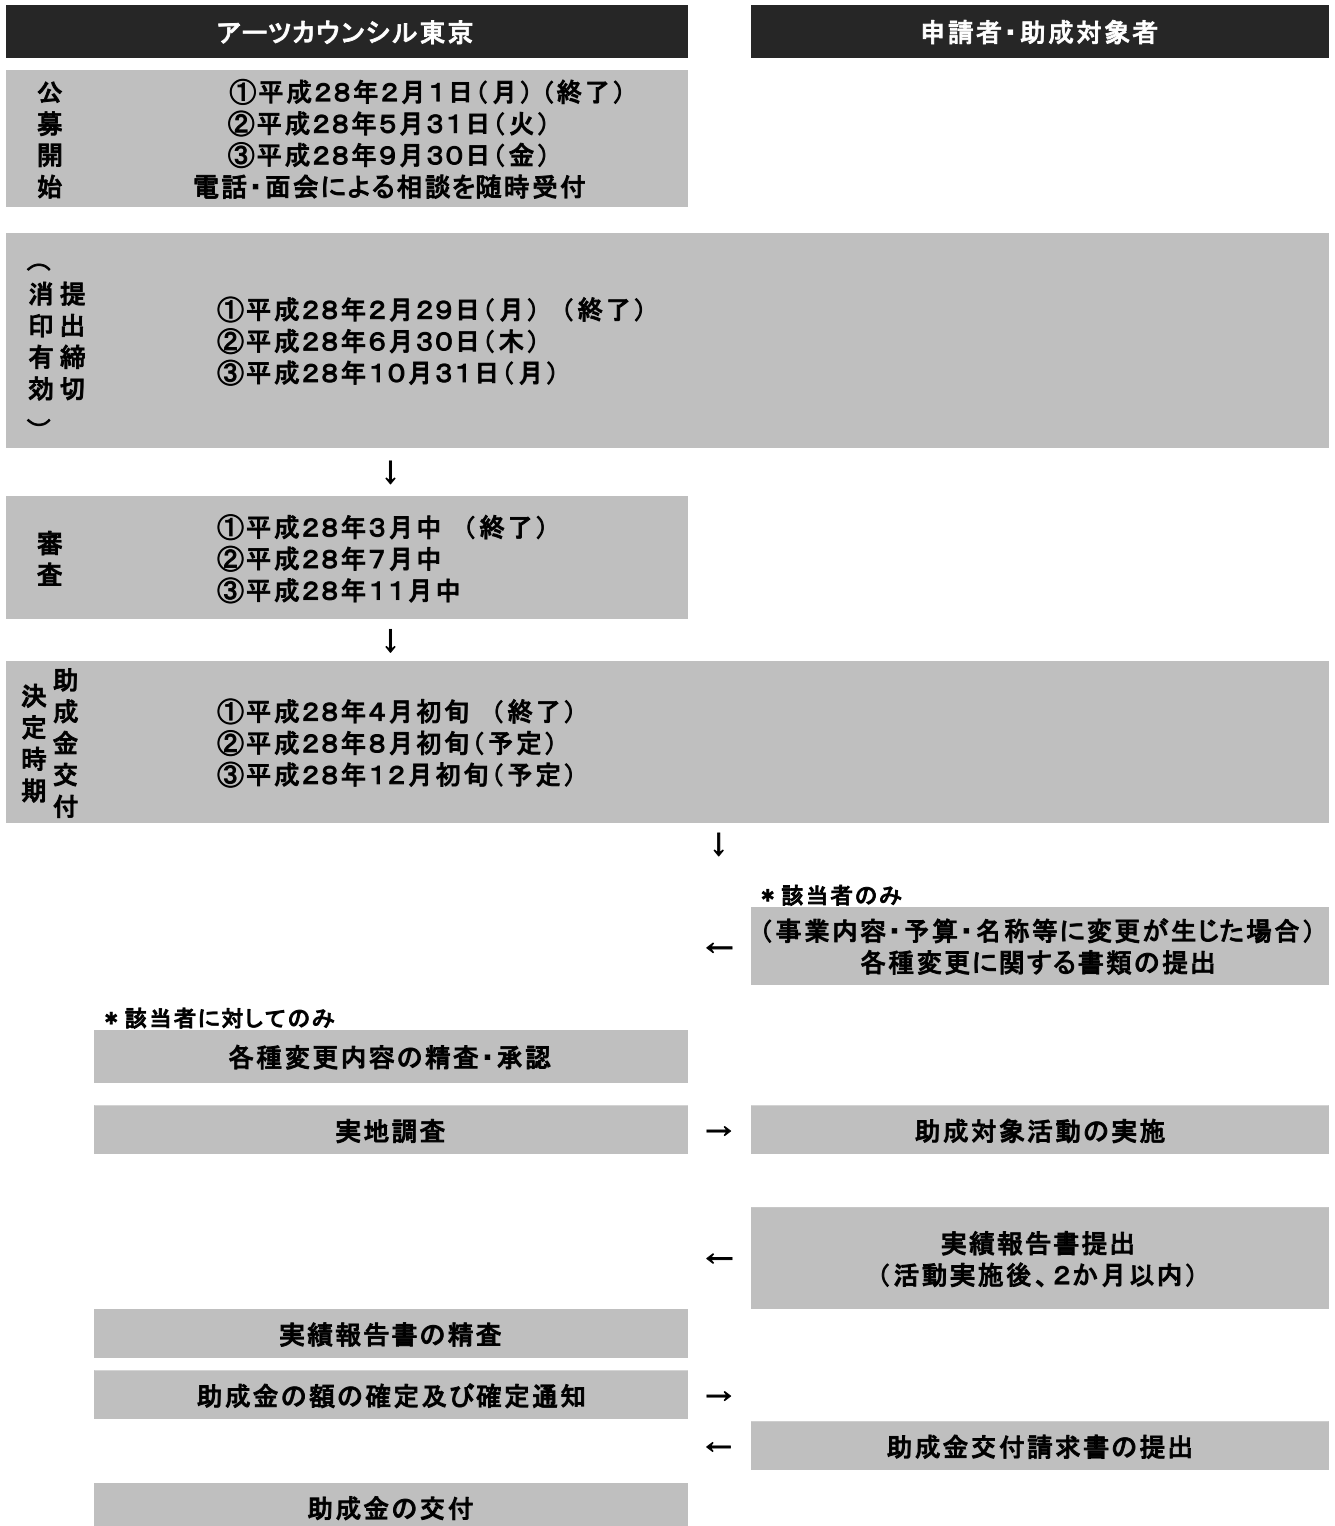 アーツカウンシル東京
申請者・助成対象者
公募開始
①平成28年2月1日(月)(終了)
②平成28年5月31日(火)
③平成28年9月30日(金)
電話・面会による相談を随時受付
提出締切
(消印有効)
①平成28年2月29日(月) (終了)
②平成28年6月30日(木)
③平成28年10月31日(月)
↓
審査
①平成28年3月中 (終了)
②平成28年7月中
③平成28年11月中
↓
助成金交付
決定時期
①平成28年4月初旬 (終了)
②平成28年8月初旬(予定)
③平成28年12月初旬(予定)
↓
*該当者のみ
←
(事業内容・予算・名称等に変更が生じた場合)
各種変更に関する書類の提出
*該当者に対してのみ
各種変更内容の精査・承認
実地調査 → 助成対象活動の実施
←
実績報告書提出
(活動実施後、2か月以内)
実績報告書の精査
助成金の額の確定及び確定通知 →
← 助成金交付請求書の提出
助成金の交付